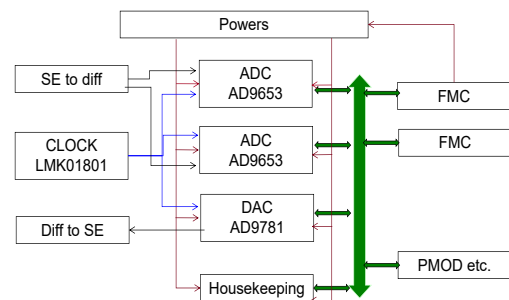 Powers
SE to diff
ADC
AD9653
FMC
CLOCK
LMK01801
ADC
AD9653
FMC
Diff to SE
DAC
AD9781
PMOD etc.
Housekeeping